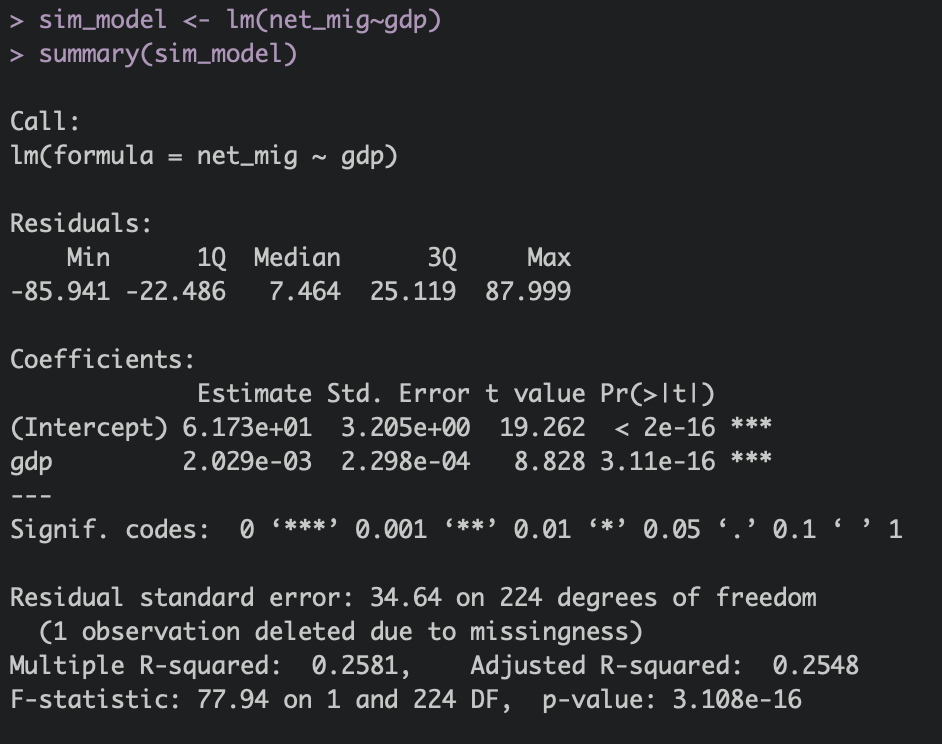 > sim_model <- lm(net_mig~gdp)
> summary(sim_model)

Call:
lm(formula = net_mig ~ gdp)

Residuals:
    Min      1Q  Median      3Q     Max
-85.941 -22.486   7.464  25.119  87.999

Coefficients:
             Estimate Std. Error t value Pr(>|t|)
(Intercept) 6.173e+01  3.205e+00  19.262  < 2e-16 ***
gdp         2.029e-03  2.298e-04   8.828 3.11e-16 ***
---
Signif. codes:  0 ‘***’ 0.001 ‘**’ 0.01 ‘*’ 0.05 ‘.’ 0.1 ‘ ’ 1

Residual standard error: 34.64 on 224 degrees of freedom
  (1 observation deleted due to missingness)
Multiple R-squared:  0.2581,	Adjusted R-squared:  0.2548
F-statistic: 77.94 on 1 and 224 DF,  p-value: 3.108e-16